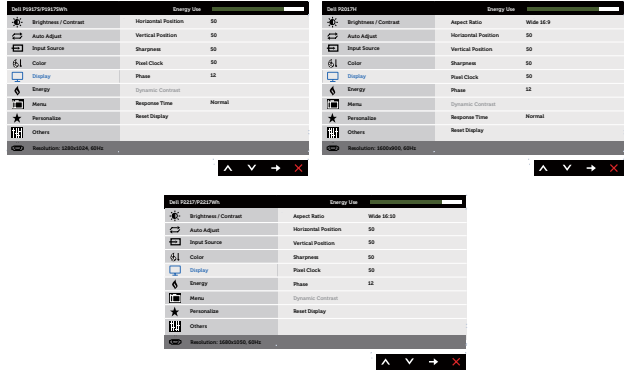 Dell P1917S/P1917SWh Energy Use
Brightness / Contrast Horizontal Position 50
Auto Adjust Vertical Position 50
Input Source Sharpness 50
Color Pixel Clock 50
Display Phase 12
Energy Dynamic Contrast
Menu Response Time Normal
Personalize Reset Display
Others
Resolution: 1280x1024, 60Hz
Dell P2017H Energy Use
Brightness / Contrast Aspect Ratio Wide 16:9
Auto Adjust Horizontal Position 50
Input Source Vertical Position 50
Color Sharpness 50
Display Pixel Clock 50
Energy Phase 12
Menu Dynamic Contrast
Personalize Response Time Normal
Others Reset Display
Resolution: 1600x900, 60Hz
Dell P2217/P2217Wh Energy Use
Brightness / Contrast Aspect Ratio Wide 16:10
Auto Adjust Horizontal Position 50
Input Source Vertical Position 50
Color Sharpness 50
Display Pixel Clock 50
Energy Phase 12
Menu Dynamic Contrast
Personalize Reset Display
Others
Resolution: 1680x1050, 60Hz